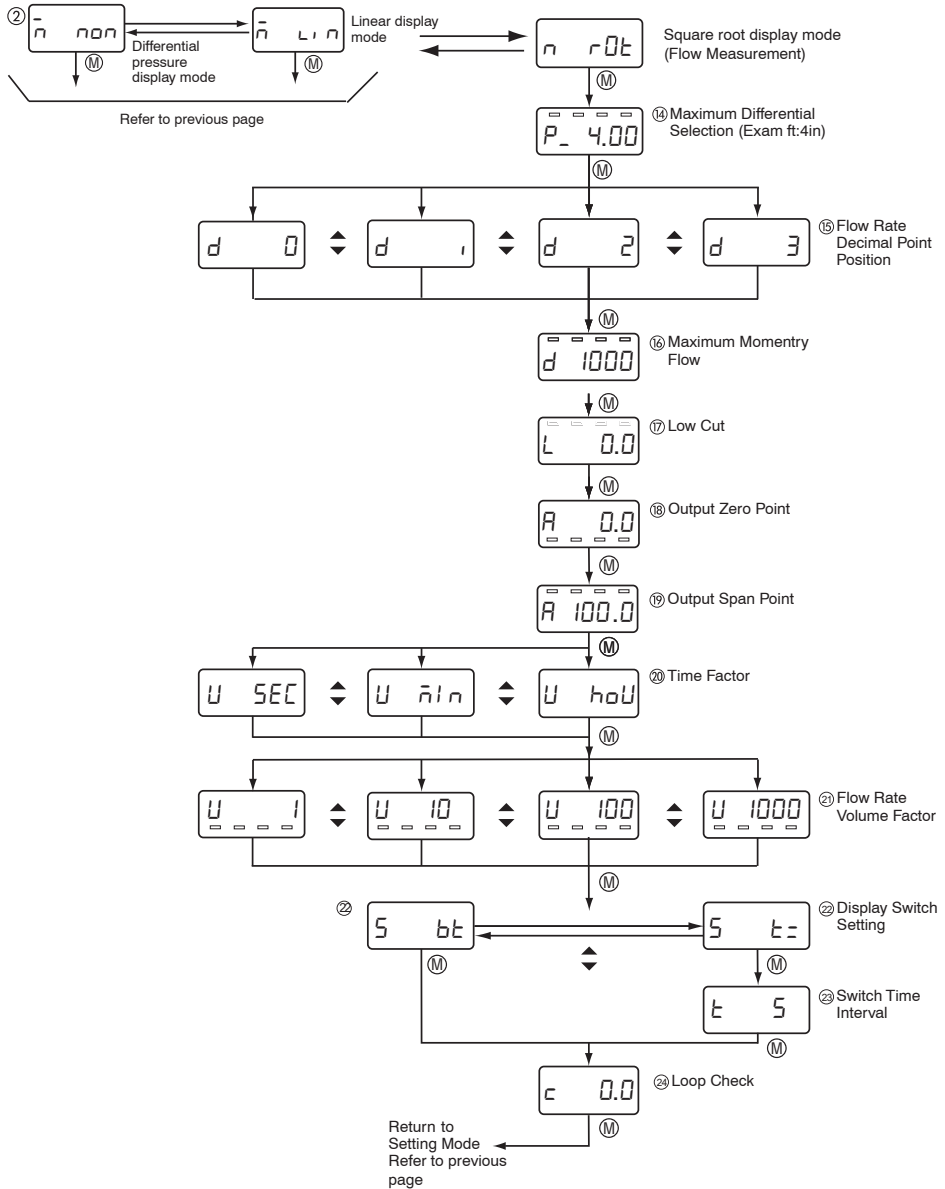 ②
n̄ non
n̄ Lin
Linear display
mode
Differential
pressure
display mode
Ⓜ
Ⓜ
Refer to previous page
n r0t
Square root display mode
(Flow Measurement)
Ⓜ
P_ 4.00
⑭ Maximum Differential
Selection (Exam ft:4in)
Ⓜ
d 0
d 1
d 2
d 3
⑮ Flow Rate
Decimal Point
Position
Ⓜ
d 1000
⑯ Maximum Momentry
Flow
Ⓜ
L 0.0
⑰ Low Cut
Ⓜ
A 0.0
⑱ Output Zero Point
Ⓜ
A 100.0
⑲ Output Span Point
Ⓜ
U SEC
U n̄In
U hoU
⑳ Time Factor
Ⓜ
U 1
U 10
U 100
U 1000
㉑ Flow Rate
Volume Factor
Ⓜ
㉒
S bt
S t=
㉒ Display Switch
Setting
Ⓜ
Ⓜ
t 5
㉓ Switch Time
Interval
Ⓜ
c 0.0
㉔ Loop Check
Ⓜ
Return to
Setting Mode
Refer to previous
page